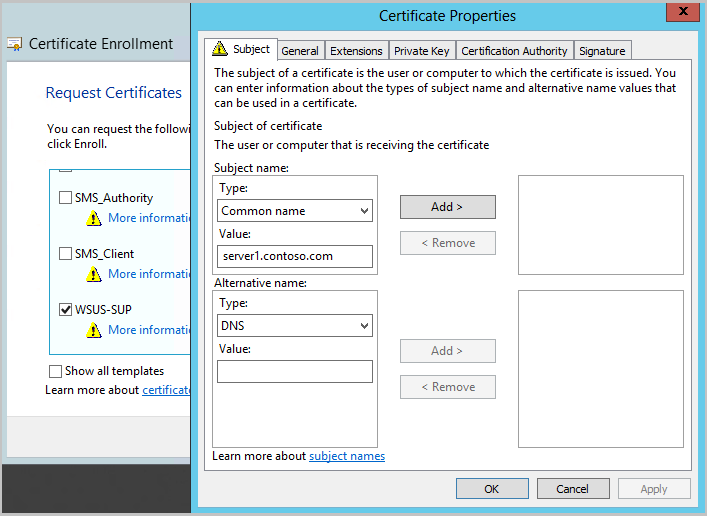 Certificate Enrollment
Request Certificates
You can request the followi
click Enroll.
SMS_Authority
More informati
SMS_Client
More informati
WSUS-SUP
More informati
Show all templates
Learn more about certificate
Certificate Properties
x
Subject
General
Extensions
Private Key
Certification Authority
Signature
The subject of a certificate is the user or computer to which the certificate is issued. You
can enter information about the types of subject name and alternative name values that
can be used in a certificate.
Subject of certificate
The user or computer that is receiving the certificate
Subject name:
Type:
Common name
Value:
server1.contoso.com
Add >
< Remove
Alternative name:
Type:
DNS
Value:
Add >
< Remove
Learn more about subject names
OK
Cancel
Apply